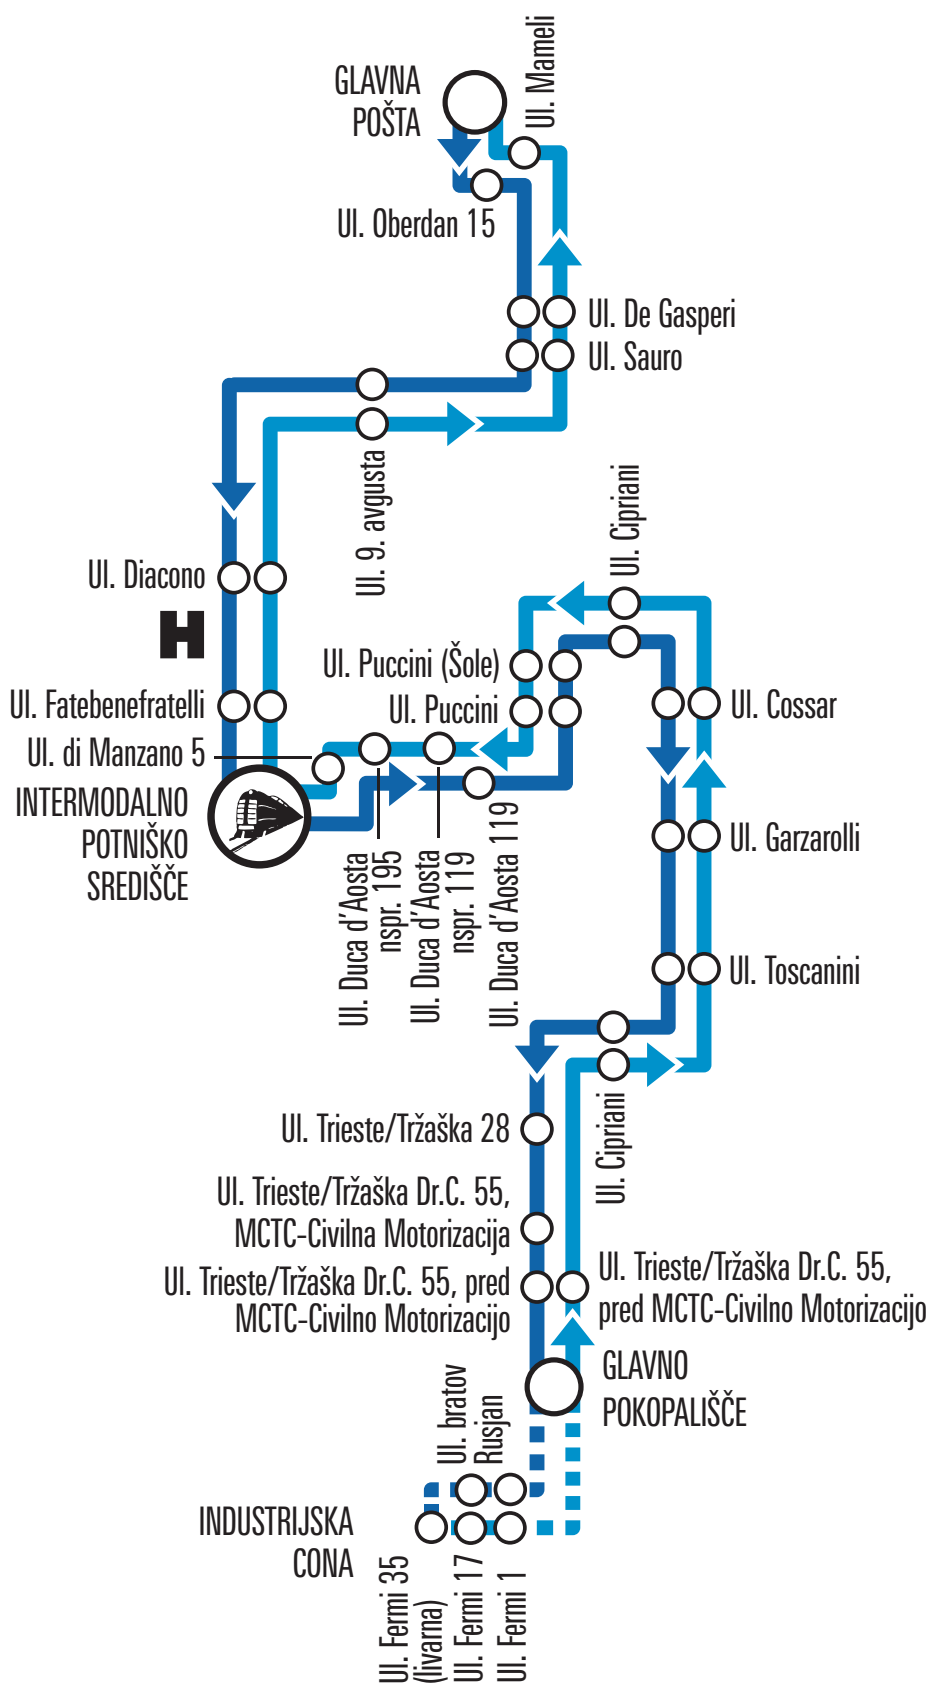 Ul. Mameli
GLAVNA
POŠTA
Ul. Oberdan 15
Ul. De Gasperi
Ul. Sauro
Ul. 9. avgusta
Ul. Cipriani
Ul. Diacono
H
Ul. Puccini (Šole)
Ul. Fatebenefratelli
Ul. Puccini
Ul. Cossar
Ul. di Manzano 5
INTERMODALNO
POTNIŠKO
SREDIŠČE
Ul. Duca d'Aosta
nspr. 195
Ul. Duca d'Aosta
nspr. 119
Ul. Duca d'Aosta 119
Ul. Garzarolli
Ul. Toscanini
Ul. Trieste/Tržaška 28
Ul. Cipriani
Ul. Trieste/Tržaška Dr.C. 55,
MCTC-Civilna Motorizacija
Ul. Trieste/Tržaška Dr.C. 55, pred
MCTC-Civilno Motorizacijo
Ul. Trieste/Tržaška Dr.C. 55,
pred MCTC-Civilno Motorizacijo
GLAVNO
POKOPALIŠČE
Ul. bratov
Rusjan
INDUSTRIJSKA
CONA
Ul. Fermi 35
(livarna)
Ul. Fermi 17
Ul. Fermi 1